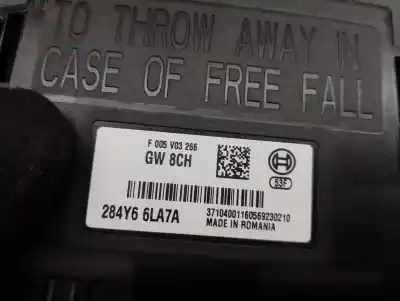 TO THROW AWAY IN
CASE OF FREE FALL
F 005 V03 266
GW 8CH
53F
284Y6 6LA7A
37104001160569230210
MADE IN ROMANIA